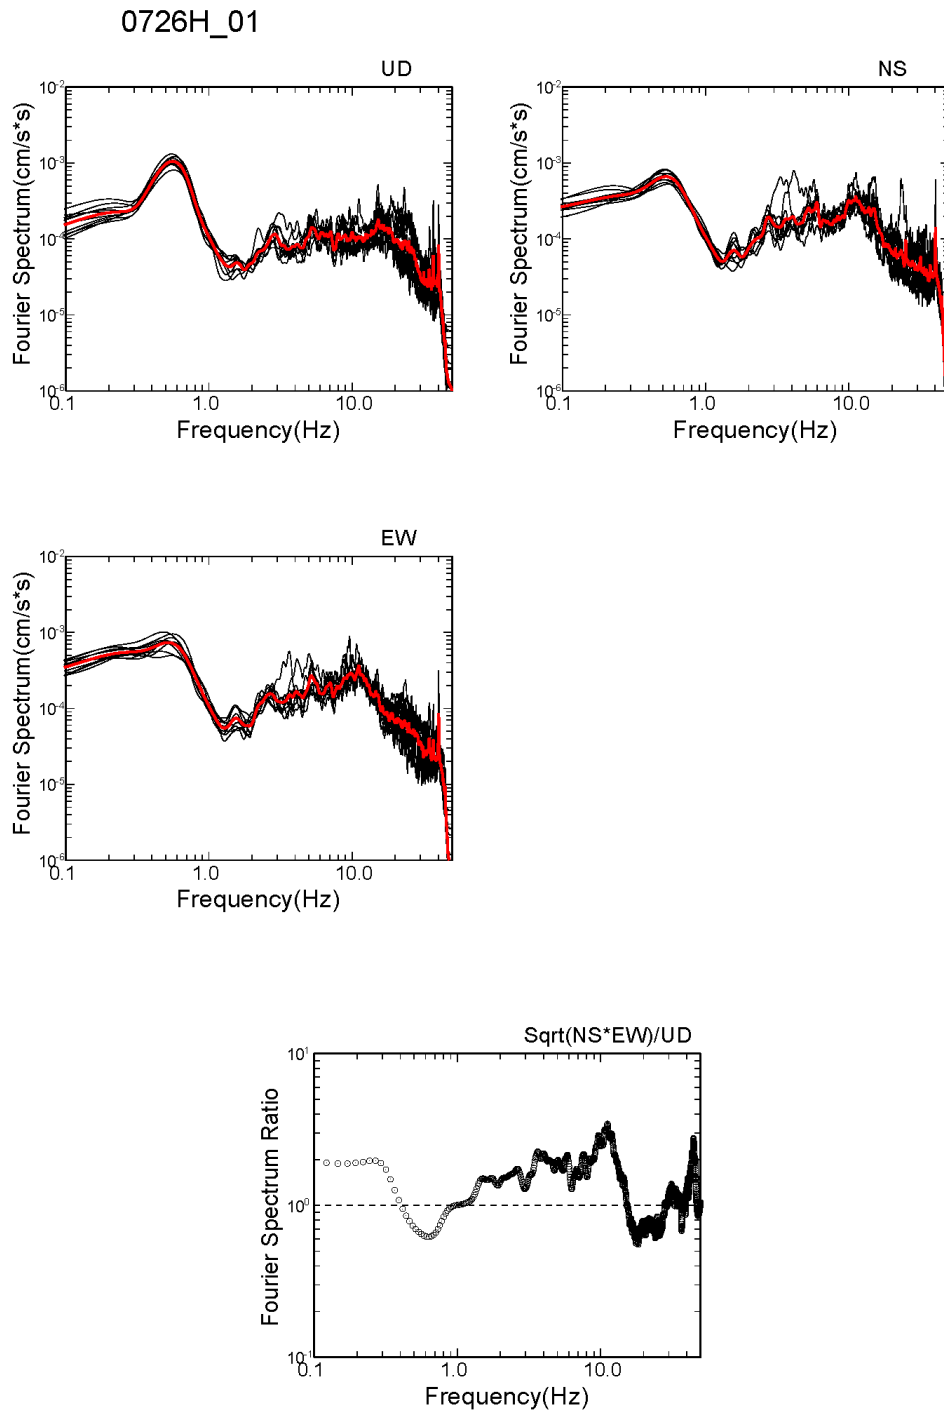 0726H_01
UD
10-2
10-3
10-4
10-5
10-6
Fourier Spectrum(cm/s*s)
0.1 1.0 10.0
Frequency(Hz)
NS
10-2
10-3
10-4
10-5
10-6
Fourier Spectrum(cm/s*s)
0.1 1.0 10.0
Frequency(Hz)
EW
10-2
10-3
10-4
10-5
10-6
Fourier Spectrum(cm/s*s)
0.1 1.0 10.0
Frequency(Hz)
Sqrt(NS*EW)/UD
101
100
10-1
Fourier Spectrum Ratio
0.1 1.0 10.0
Frequency(Hz)